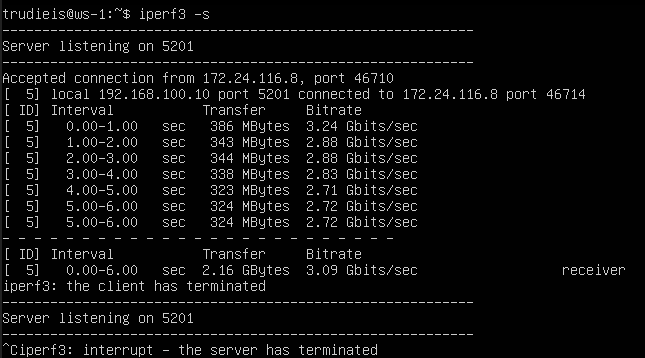 trudieis@ws-1:~$ iperf3 -s
-----------------------------------------------------------
Server listening on 5201
-----------------------------------------------------------
Accepted connection from 172.24.116.8, port 46710
[  5] local 192.168.100.10 port 5201 connected to 172.24.116.8 port 46714
[ ID] Interval           Transfer     Bitrate
[  5]   0.00-1.00   sec   386 MBytes  3.24 Gbits/sec
[  5]   1.00-2.00   sec   343 MBytes  2.88 Gbits/sec
[  5]   2.00-3.00   sec   344 MBytes  2.88 Gbits/sec
[  5]   3.00-4.00   sec   338 MBytes  2.83 Gbits/sec
[  5]   4.00-5.00   sec   323 MBytes  2.71 Gbits/sec
[  5]   5.00-6.00   sec   324 MBytes  2.72 Gbits/sec
[  5]   5.00-6.00   sec   324 MBytes  2.72 Gbits/sec
- - - - - - - - - - - - - - - - - - - - - - - - -
[ ID] Interval           Transfer     Bitrate
[  5]   0.00-6.00   sec  2.16 GBytes  3.09 Gbits/sec                  receiver
iperf3: the client has terminated
-----------------------------------------------------------
Server listening on 5201
-----------------------------------------------------------
^Ciperf3: interrupt - the server has terminated